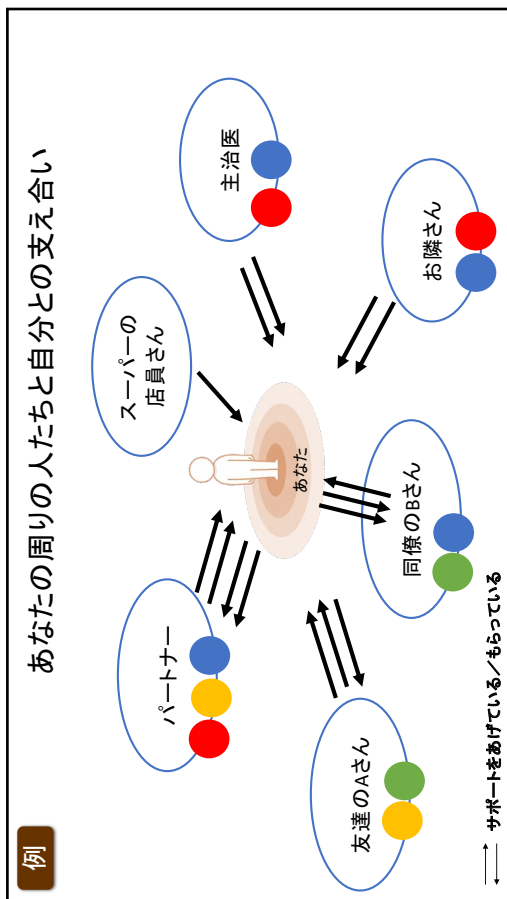 例
あなたの周りの人たちと自分との支え合い
パートナー
スーパーの
店員さん
主治医
あなた
友達のAさん
同僚のBさん
お隣さん
サポートをあげている/もらっている